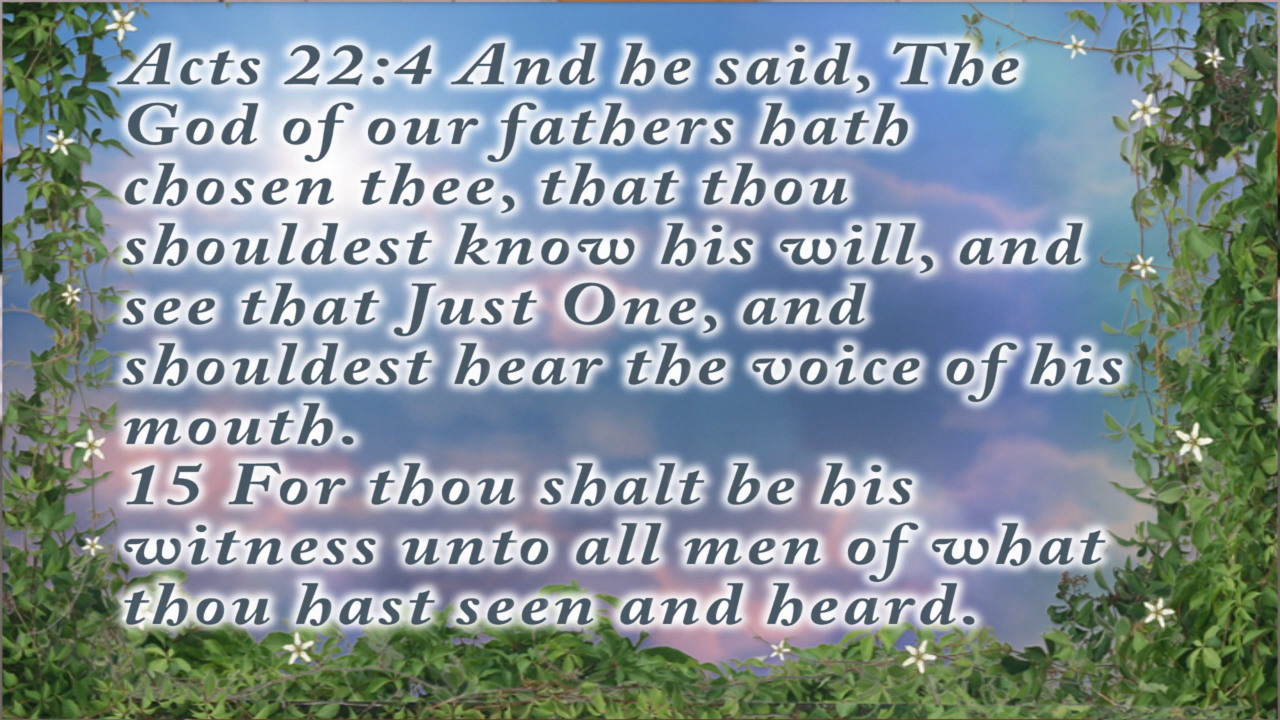 Acts 22:4 And he said, The
God of our fathers hath
chosen thee, that thou
shouldest know his will, and
see that Just One, and
shouldest hear the voice of his
mouth.
15 For thou shalt be his
witness unto all men of what
thou hast seen and heard.